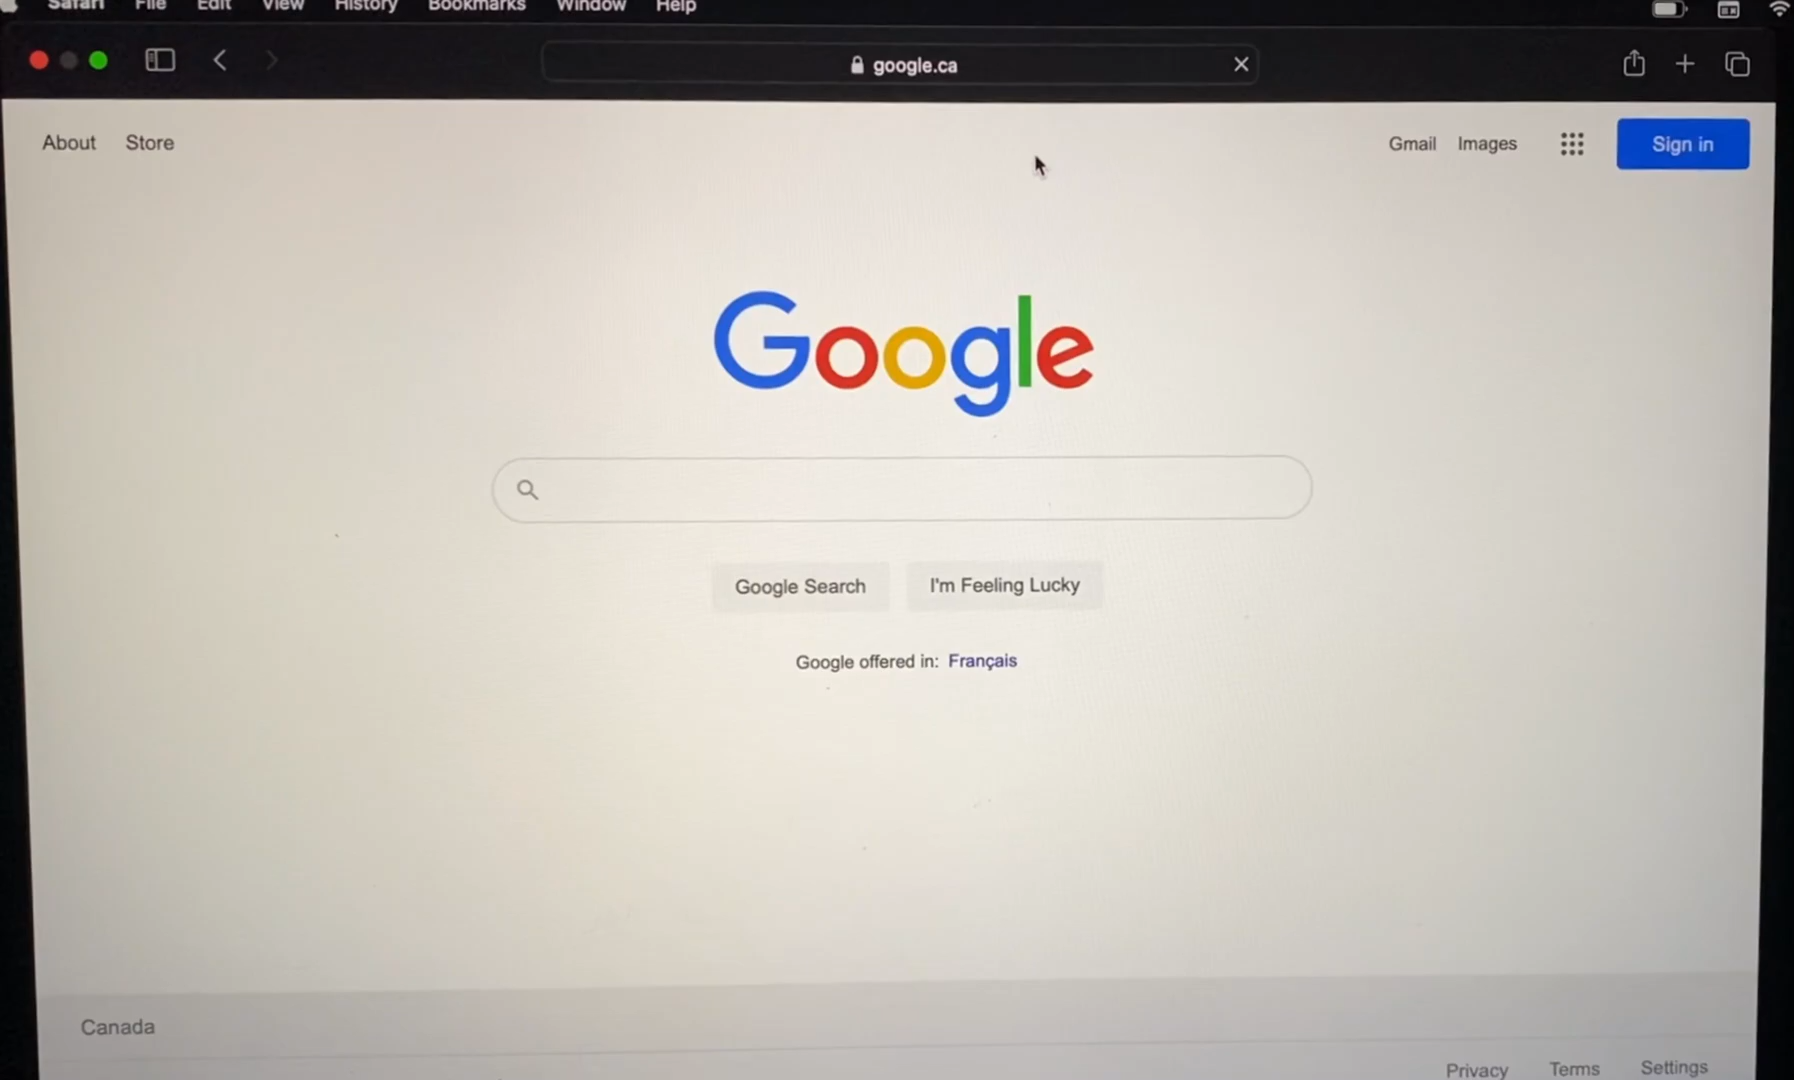 Safari File Edit View History Bookmarks Window Help
google.ca
About Store Gmail Images Sign in
Google
Google Search I'm Feeling Lucky
Google offered in: Français
Canada
Privacy Terms Settings